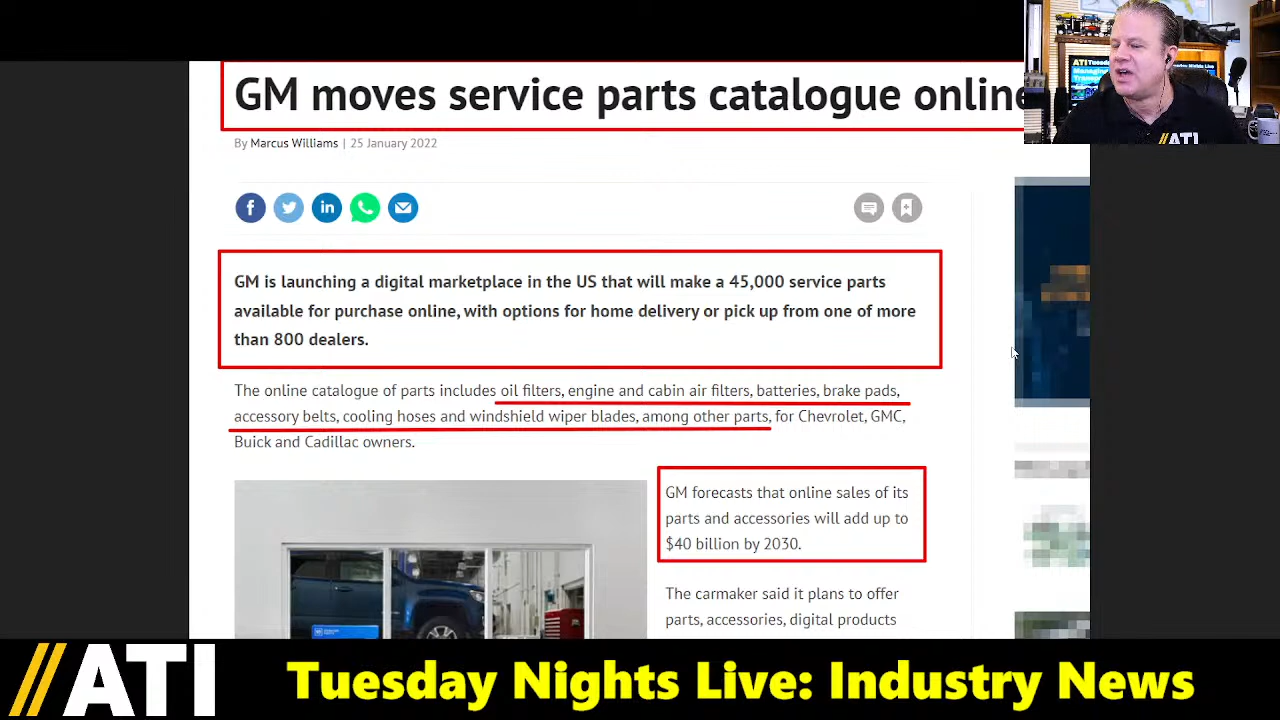 GM moves service parts catalogue online
By Marcus Williams | 25 January 2022
GM is launching a digital marketplace in the US that will make a 45,000 service parts
available for purchase online, with options for home delivery or pick up from one of more
than 800 dealers.
The online catalogue of parts includes oil filters, engine and cabin air filters, batteries, brake pads,
accessory belts, cooling hoses and windshield wiper blades, among other parts, for Chevrolet, GMC,
Buick and Cadillac owners.
GM forecasts that online sales of its
parts and accessories will add up to
$40 billion by 2030.
The carmaker said it plans to offer
parts, accessories, digital products
ATI
//ATI
Tuesday Nights Live: Industry News